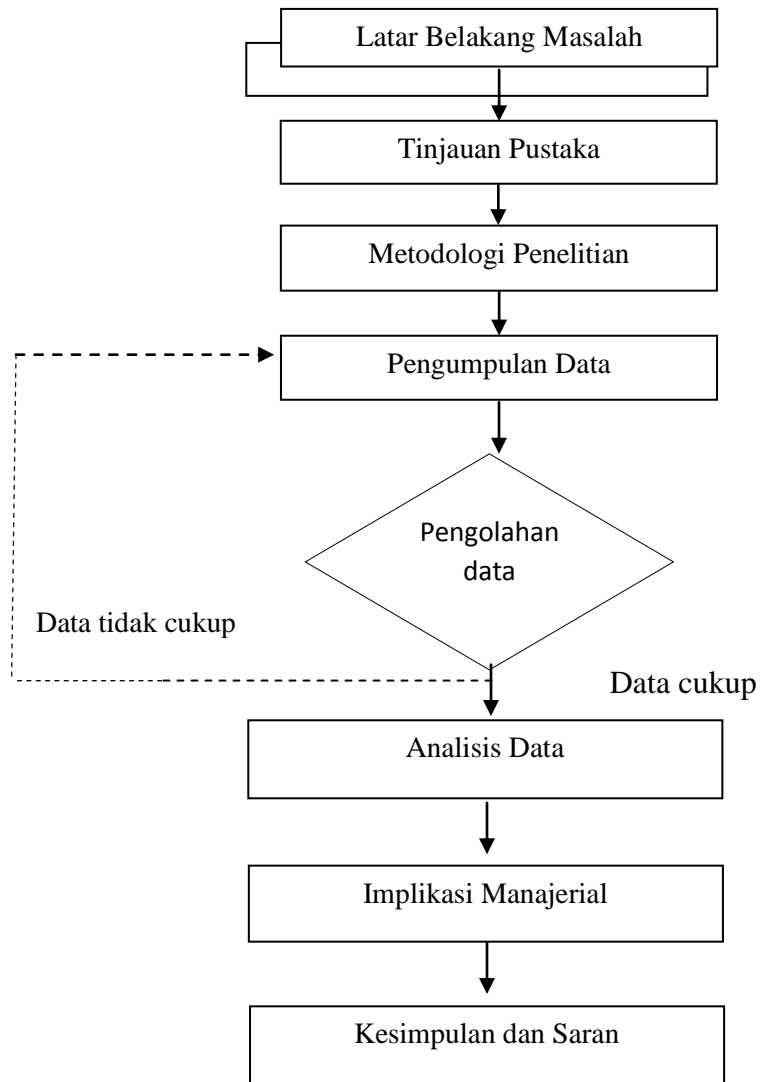 Latar Belakang Masalah
Tinjauan Pustaka
Metodologi Penelitian
Pengumpulan Data
Pengolahan
data
Data tidak cukup
Data cukup
Analisis Data
Implikasi Manajerial
Kesimpulan dan Saran